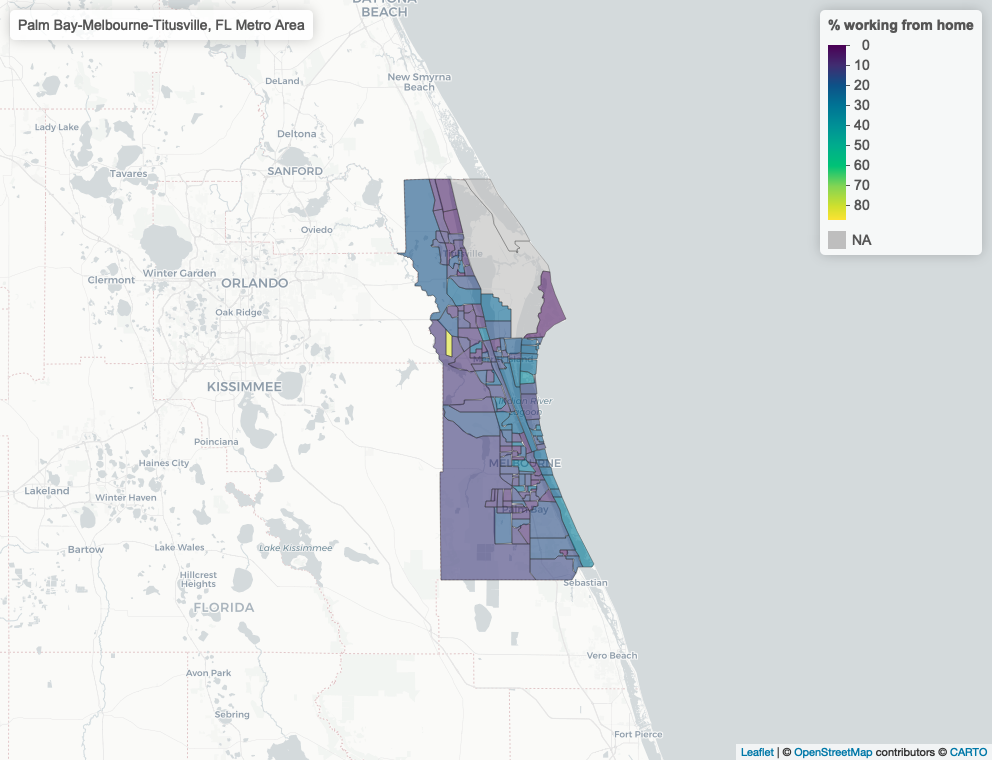 Palm Bay-Melbourne-Titusville, FL Metro Area
% working from home
0
10
20
30
40
50
60
70
80
NA
DAYTONA
BEACH
New Smyrna
Beach
DeLand
Lady Lake
Deltona
SANFORD
Tavares
Oviedo
Titusville
Winter Garden
Clermont
ORLANDO
Oak Ridge
Merritt Island
KISSIMMEE
Indian River
Lagoon
Poinciana
Haines City
MELBOURNE
Lakeland
Winter Haven
Palm Bay
Bartow
Lake Wales
Lake Kissimmee
Hillcrest
Heights
Sebastian
FLORIDA
Vero Beach
Avon Park
Sebring
Fort Pierce
Leaflet | © OpenStreetMap contributors © CARTO